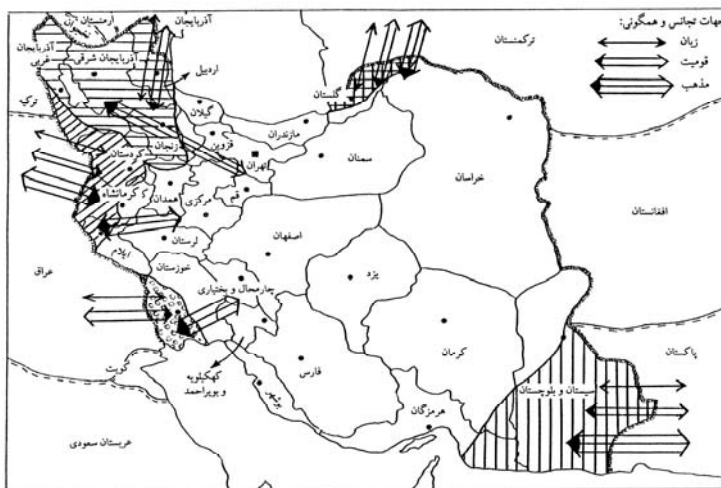 جهات تجانس و همگونی:
زبان
قومیت
مذهب
ارمنستان
آذربایجان
ترکمنستان
آذربایجان
غربی
آذربایجان شرقی
اردبیل
ترکیه
گیلان
گلستان
مازندران
زنجان
قزوین
تهران
سمنان
خراسان
کردستان
کرمانشاه
همدان
مرکزی
قم
افغانستان
لرستان
اصفهان
ایلام
عراق
خوزستان
یزد
چارمحال و بختیاری
کرمان
پاکستان
کویت
فارس
سیستان و بلوچستان
کهکیلویه
و بویراحمد
بوشهر
هرمزگان
عربستان سعودی